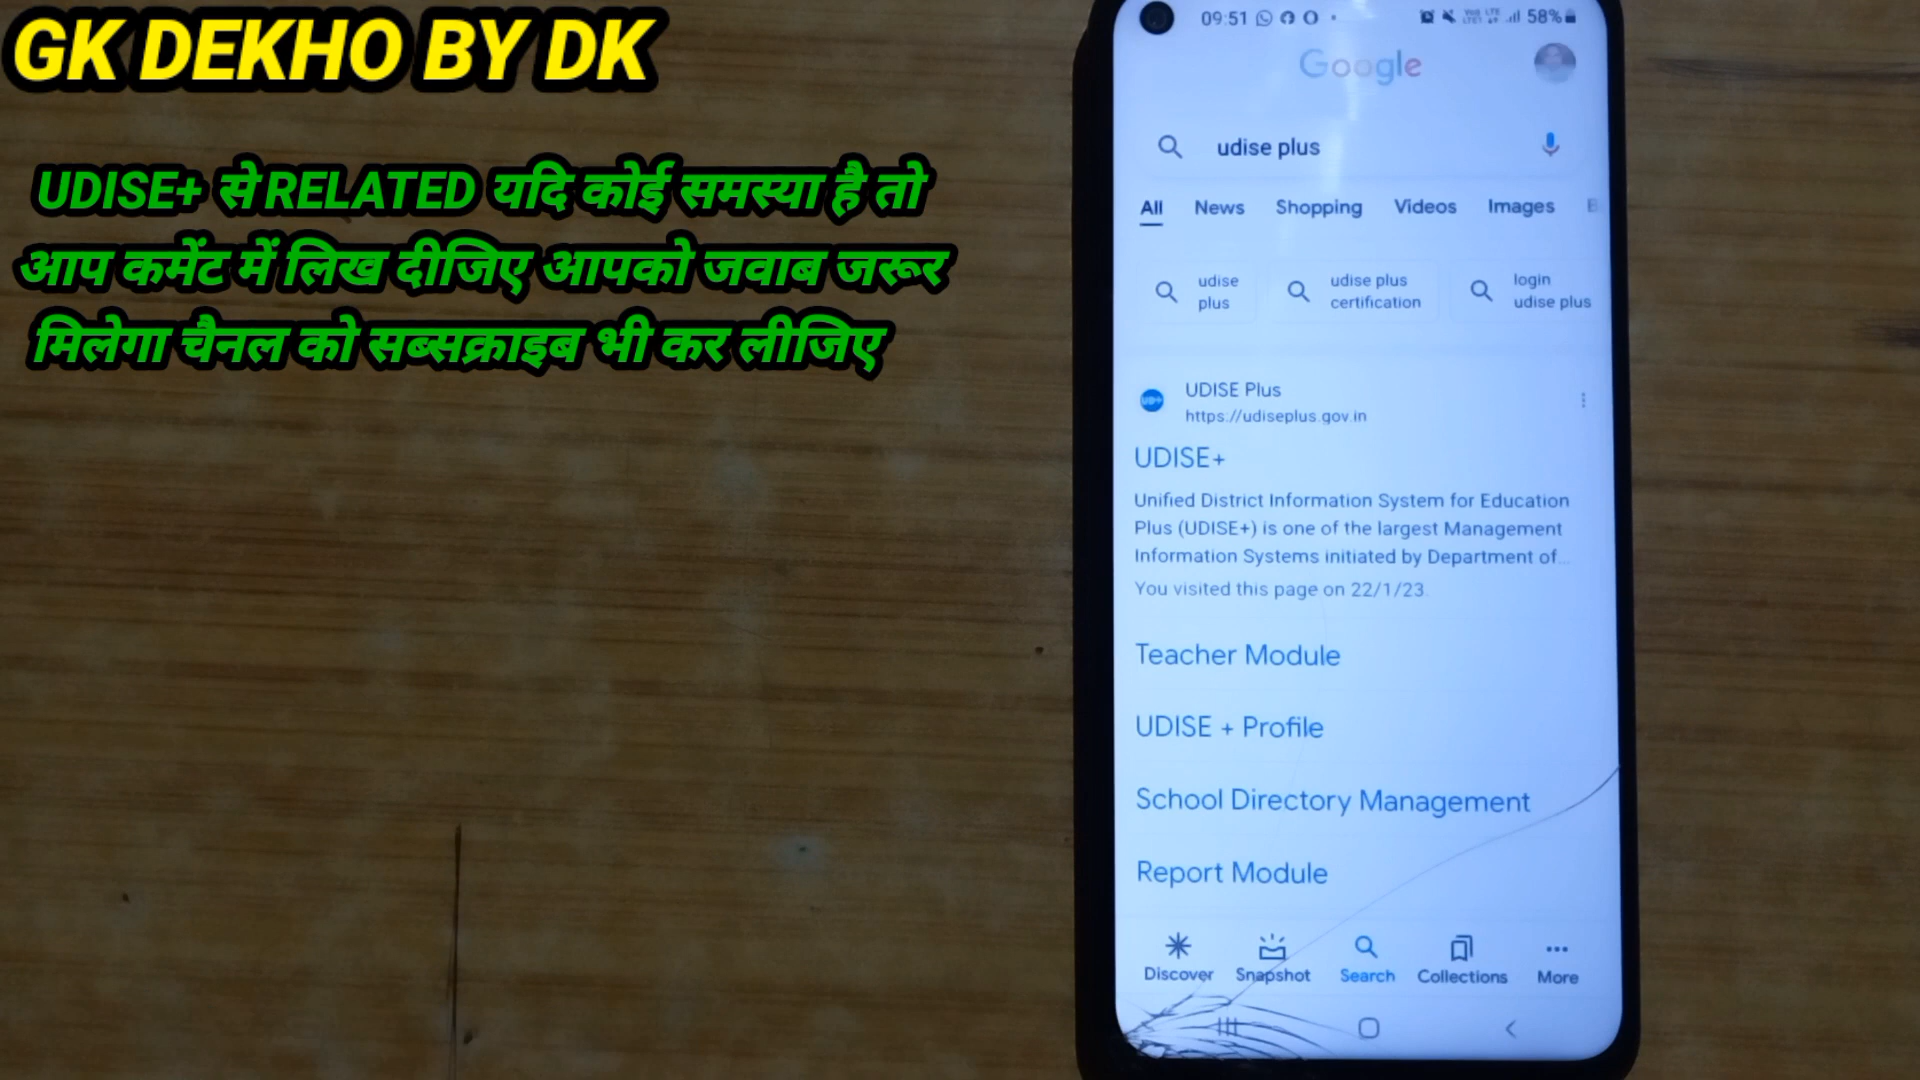 GK DEKHO BY DK
UDISE+ से RELATED यदि कोई समस्या है तो
आप कमेंट में लिख दीजिए आपको जवाब जरूर
मिलेगा चैनल को सब्सक्राइब भी कर लीजिए
09:51 58%
Google
udise plus
All News Shopping Videos Images B
udise plus
udise plus certification
login udise plus
UDISE Plus
https://udiseplus.gov.in
UDISE+
Unified District Information System for Education
Plus (UDISE+) is one of the largest Management
Information Systems initiated by Department of...
You visited this page on 22/1/23.
Teacher Module
UDISE + Profile
School Directory Management
Report Module
Discover Snapshot Search Collections More